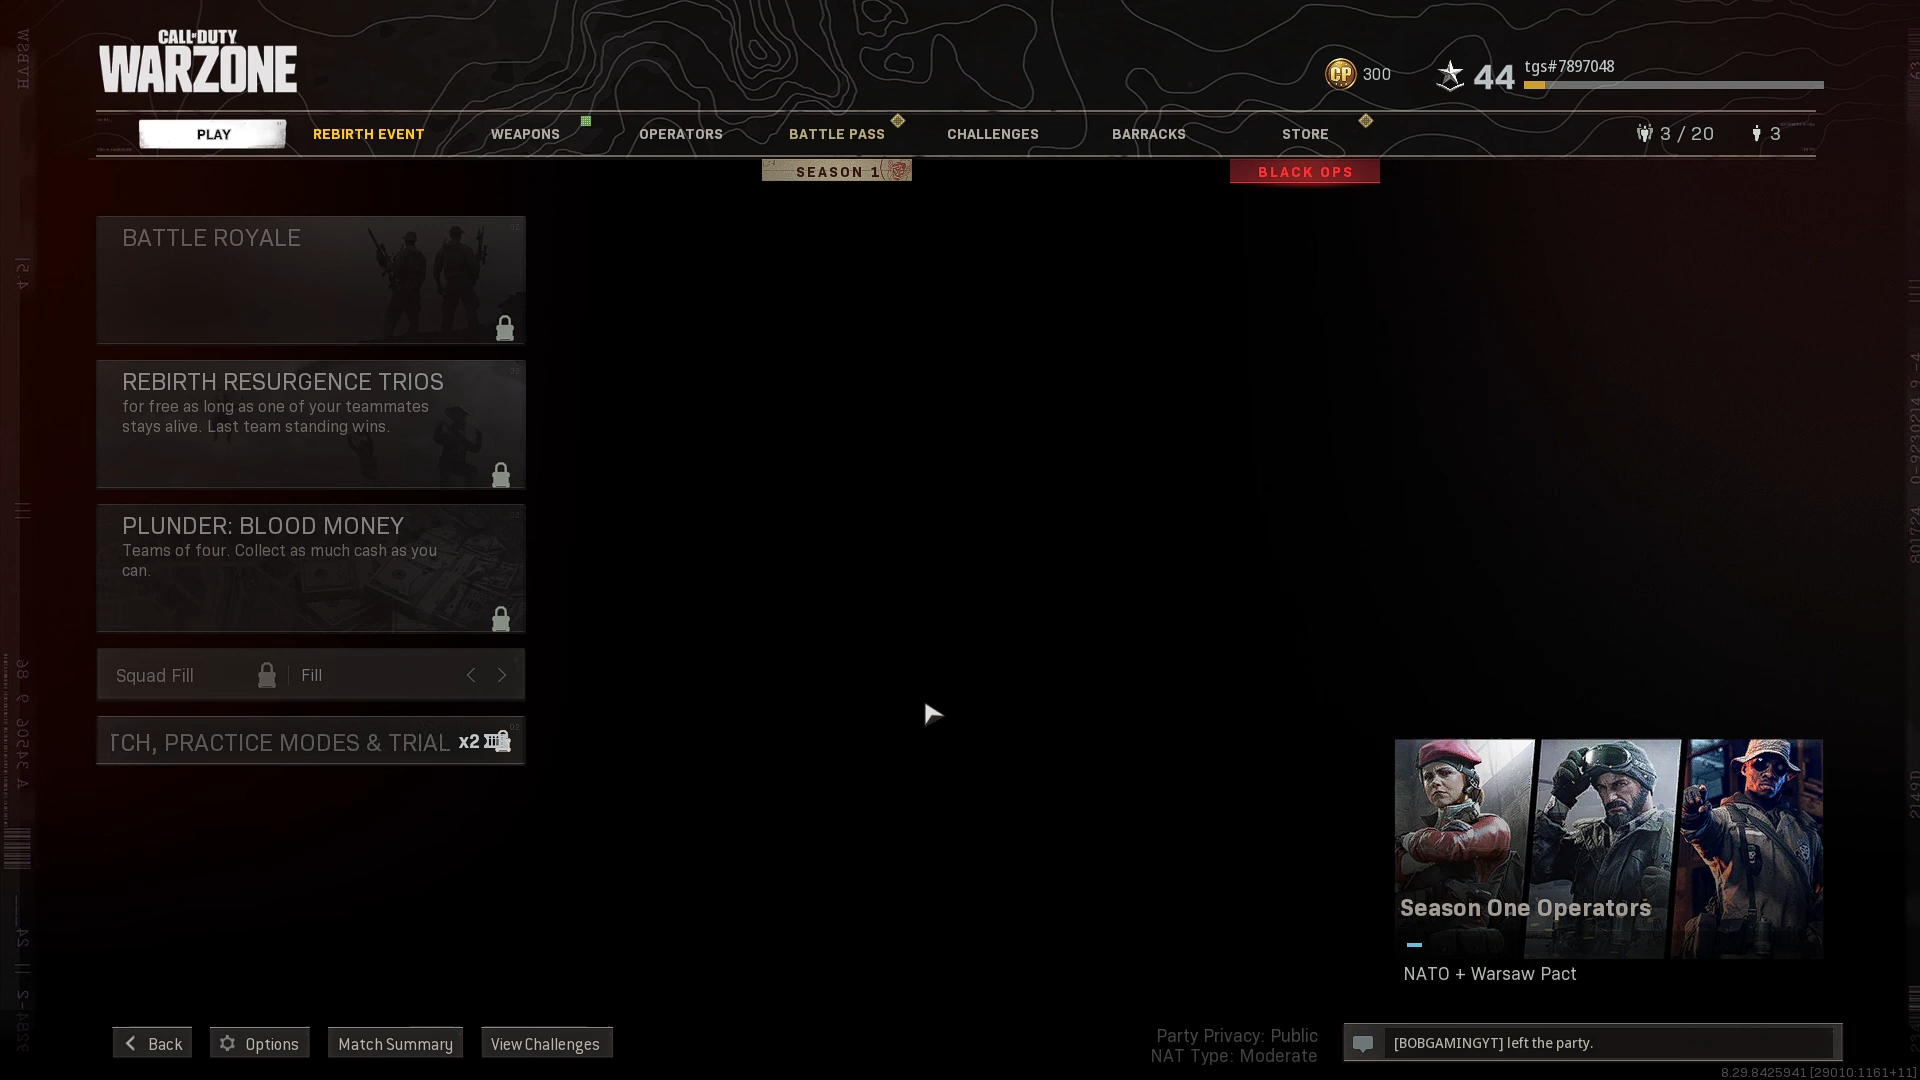 CALL OF DUTY
WARZONE
CP 300
44
tgs#7897048
PLAY
REBIRTH EVENT
WEAPONS
OPERATORS
BATTLE PASS
CHALLENGES
BARRACKS
STORE
3 / 20
3
SEASON 1
BLACK OPS
BATTLE ROYALE
REBIRTH RESURGENCE TRIOS
for free as long as one of your teammates
stays alive. Last team standing wins.
PLUNDER: BLOOD MONEY
Teams of four. Collect as much cash as you
can.
Squad Fill
Fill
TCH, PRACTICE MODES & TRIAL
x2
Season One Operators
NATO + Warsaw Pact
Back
Options
Match Summary
View Challenges
Party Privacy: Public
NAT Type: Moderate
[BOBGAMINGYT] left the party.
8.29.8425941 [29010:1161+11]